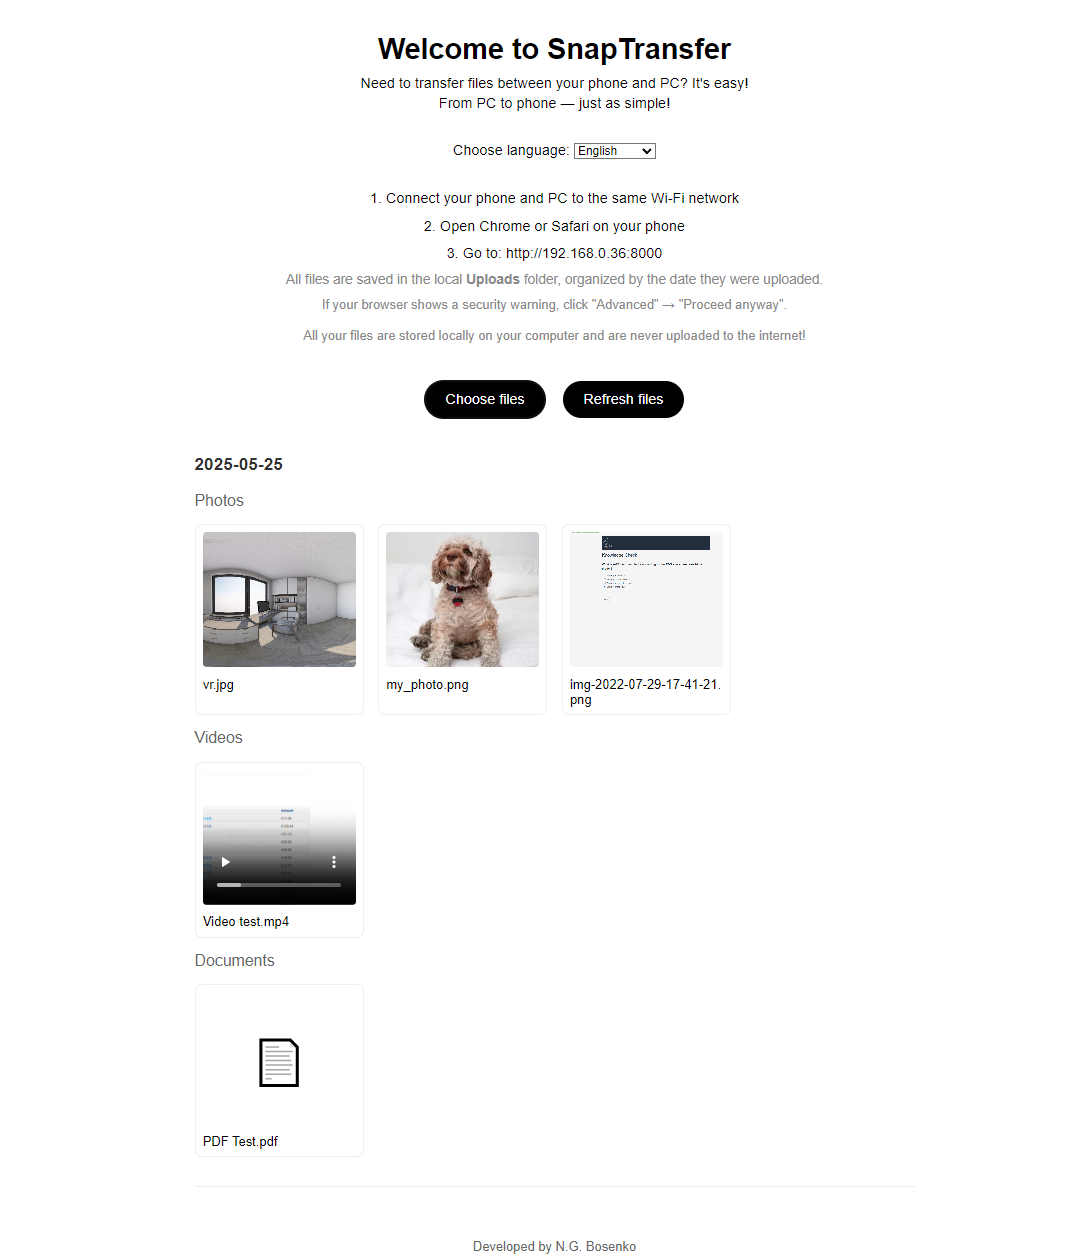 Welcome to SnapTransfer
Need to transfer files between your phone and PC? It's easy!
From PC to phone — just as simple!
Choose language: English
1. Connect your phone and PC to the same Wi-Fi network
2. Open Chrome or Safari on your phone
3. Go to: http://192.168.0.36:8000
All files are saved in the local Uploads folder, organized by the date they were uploaded.
If your browser shows a security warning, click "Advanced" → "Proceed anyway".
All your files are stored locally on your computer and are never uploaded to the internet!
Choose files
Refresh files
2025-05-25
Photos
Knowledge Check
vr.jpg
my_photo.png
img-2022-07-29-17-41-21.
png
Videos
Video test.mp4
Documents
PDF Test.pdf
Developed by N.G. Bosenko